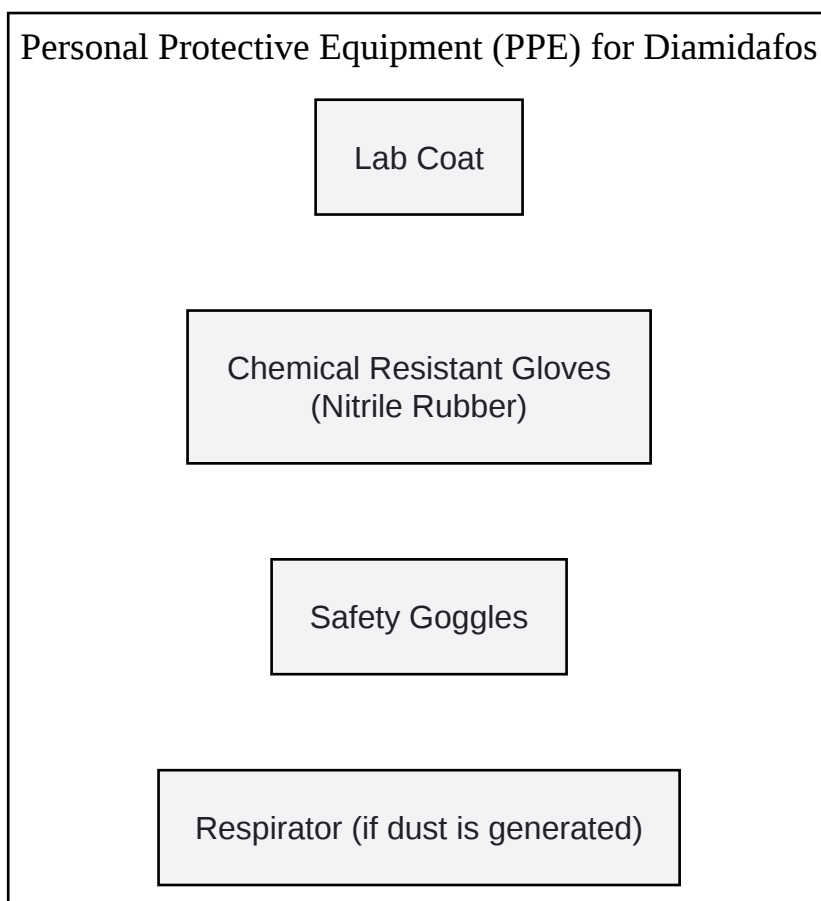 Personal Protective Equipment (PPE) for Diamidafos
Lab Coat
Chemical Resistant Gloves
(Nitrile Rubber)
Safety Goggles
Respirator (if dust is generated)